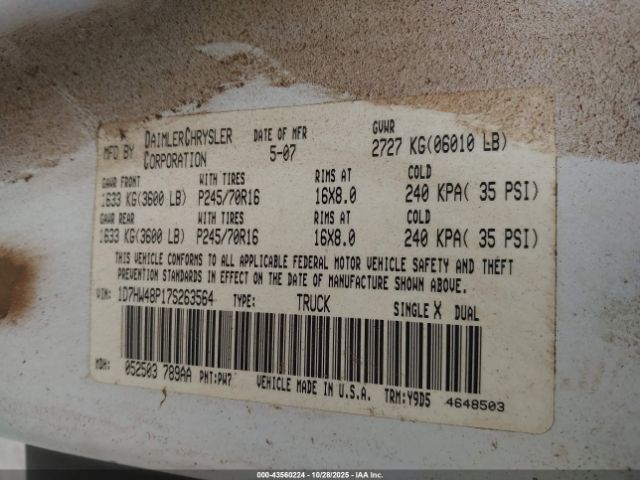 MFD BY DAIMLERCHRYSLER CORPORATION DATE OF MFR 5-07 GVWR 2727 KG(06010 LB)
GAWR FRONT WITH TIRES RIMS AT COLD
1633 KG(3600 LB) P245/70R16 16X8.0 240 KPA( 35 PSI)
GAWR REAR WITH TIRES RIMS AT COLD
1633 KG(3600 LB) P245/70R16 16X8.0 240 KPA( 35 PSI)
THIS VEHICLE CONFORMS TO ALL APPLICABLE FEDERAL MOTOR VEHICLE SAFETY AND THEFT
PREVENTION STANDARDS IN EFFECT ON THE DATE OF MANUFACTURE SHOWN ABOVE.
VIN: 1D7HW48P17S263564 TYPE: TRUCK SINGLE X DUAL
MDH: 052503 789AA PNT:PW7 VEHICLE MADE IN U.S.A. TRM:Y9D5 4648503
000-43560224 | 10/28/2025 | IAA Inc.